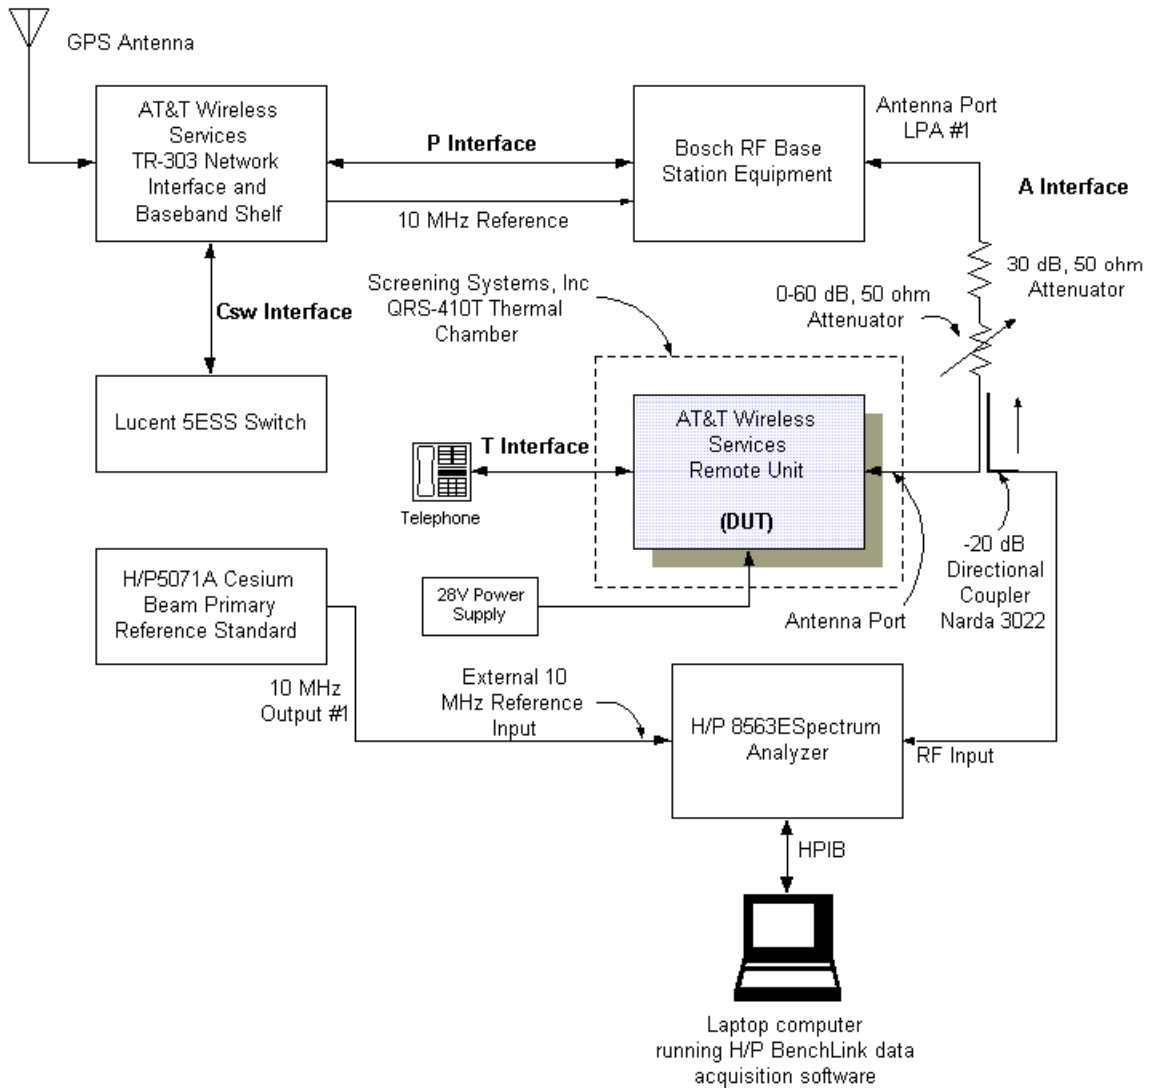 GPS Antenna
AT&T Wireless
Services
TR-303 Network
Interface and
Baseband Shelf
P Interface
10 MHz Reference
Bosch RF Base
Station Equipment
Antenna Port
LPA #1
A Interface
30 dB, 50 ohm
Attenuator
0-60 dB, 50 ohm
Attenuator
Screening Systems, Inc
QRS-410T Thermal
Chamber
Csw Interface
Lucent 5ESS Switch
T Interface
Telephone
AT&T Wireless
Services
Remote Unit
(DUT)
-20 dB
Directional
Coupler
Narda 3022
Antenna Port
28V Power
Supply
H/P5071A Cesium
Beam Primary
Reference Standard
10 MHz
Output #1
External 10
MHz Reference
Input
H/P 8563ESpectrum
Analyzer
RF Input
HPIB
Laptop computer
running H/P BenchLink data
acquisition software